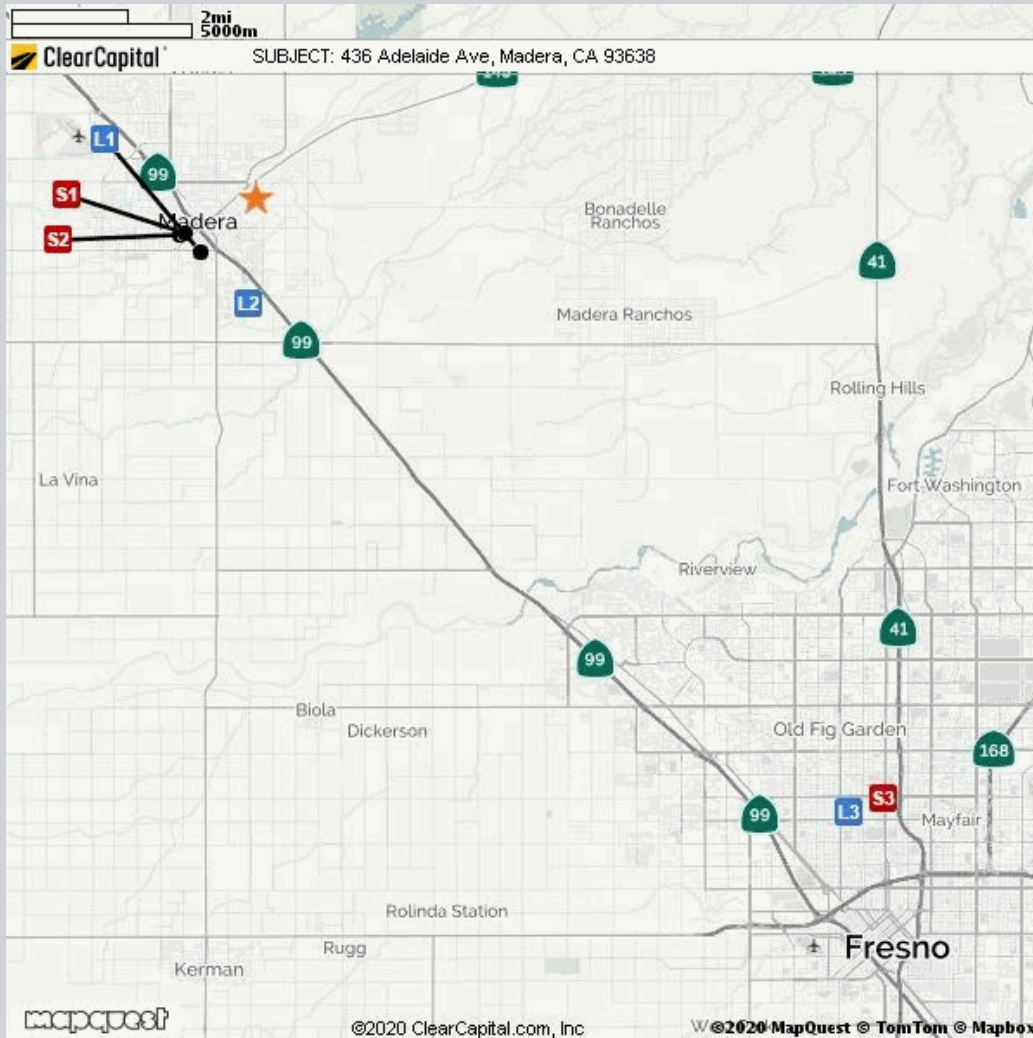 2mi
5000m
ClearCapital
SUBJECT: 436 Adelaide Ave, Madera, CA 93638
L1
99
S1
Madera
S2
Bonadelle
Ranchos
41
L2
Madera Ranchos
99
Rolling Hills
La Vina
Fort Washington
Riverview
41
99
Biola
Dickerson
Old Fig Garden
168
S3
L3
99
Mayfair
Rolinda Station
Rugg
Fresno
Kerman
mapquest
©2020 ClearCapital.com, Inc
©2020 MapQuest © TomTom © Mapbox